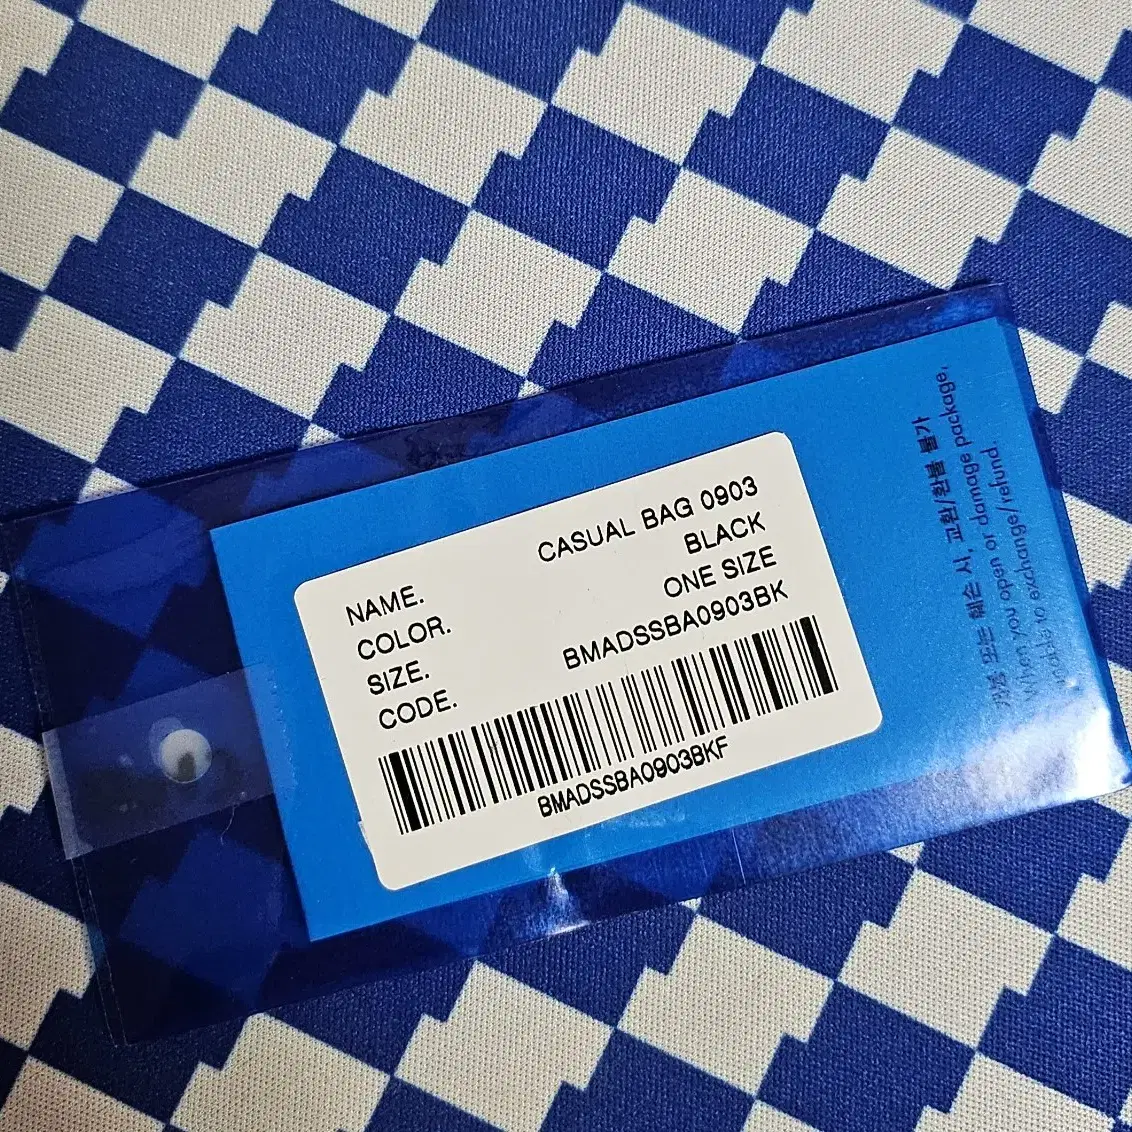 NAME. CASUAL BAG 0903
COLOR. BLACK
SIZE. ONE SIZE
CODE. BMADSSBA0903BK
BMADSSBA0903BKF
개봉 또는 훼손 시, 교환/환불 불가
When you open or damage package,
unable to exchange/refund.